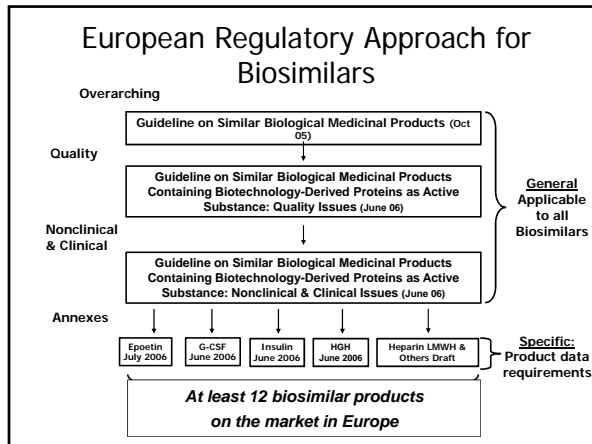 European Regulatory Approach for
Biosimilars
Overarching
Guideline on Similar Biological Medicinal Products (Oct
05)
Quality
Guideline on Similar Biological Medicinal Products
Containing Biotechnology-Derived Proteins as Active
Substance: Quality Issues (June 06)
General
Applicable
to all
Biosimilars
Nonclinical
& Clinical
Guideline on Similar Biological Medicinal Products
Containing Biotechnology-Derived Proteins as Active
Substance: Nonclinical & Clinical Issues (June 06)
Annexes
Epoetin
July 2006
G-CSF
June 2006
Insulin
June 2006
HGH
June 2006
Heparin LMWH &
Others Draft
Specific:
Product data
requirements
At least 12 biosimilar products
on the market in Europe